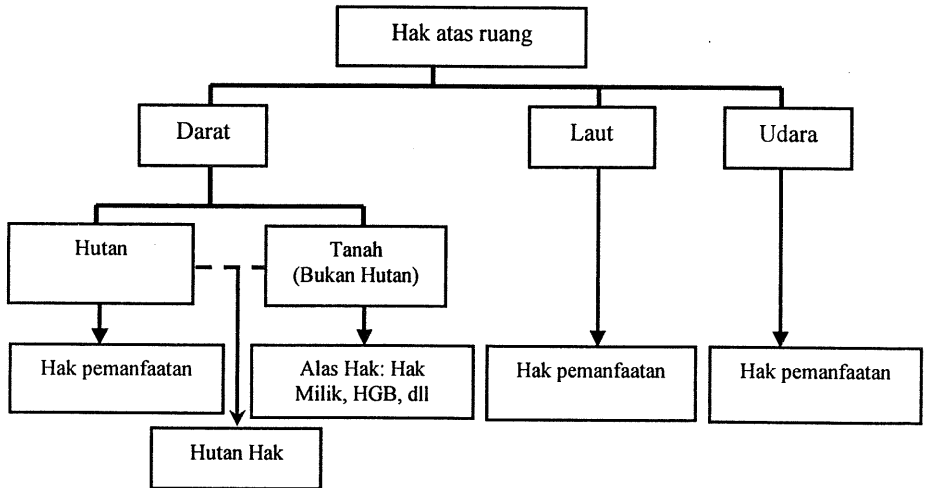 Hak atas ruang
Darat
Laut
Udara
Hutan
Tanah
(Bukan Hutan)
Hak pemanfaatan
Alas Hak: Hak
Milik, HGB, dll
Hak pemanfaatan
Hak pemanfaatan
Hutan Hak